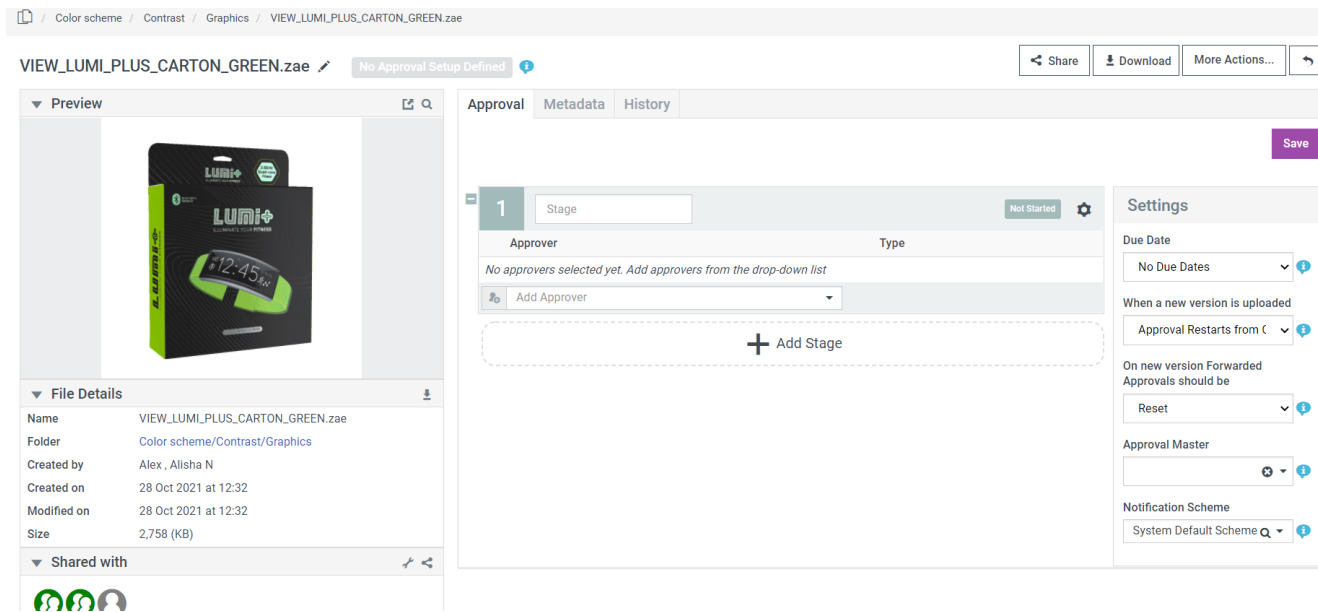 / Color scheme / Contrast / Graphics / VIEW_LUMI_PLUS_CARTON_GREEN.zae
VIEW_LUMI_PLUS_CARTON_GREEN.zae
No Approval Setup Defined
Share
Download
More Actions...
Preview
LUMI+
LUMI+
ILLUMINATE YOUR FITNESS
12:45
Approval
Metadata
History
Save
1
Stage
Not Started
Approver
Type
No approvers selected yet. Add approvers from the drop-down list
Add Approver
Add Stage
Settings
Due Date
No Due Dates
When a new version is uploaded
Approval Restarts from
On new version Forwarded
Approvals should be
Reset
Approval Master
Notification Scheme
System Default Scheme
File Details
Name VIEW_LUMI_PLUS_CARTON_GREEN.zae
Folder Color scheme/Contrast/Graphics
Created by Alex , Alisha N
Created on 28 Oct 2021 at 12:32
Modified on 28 Oct 2021 at 12:32
Size 2,758 (KB)
Shared with